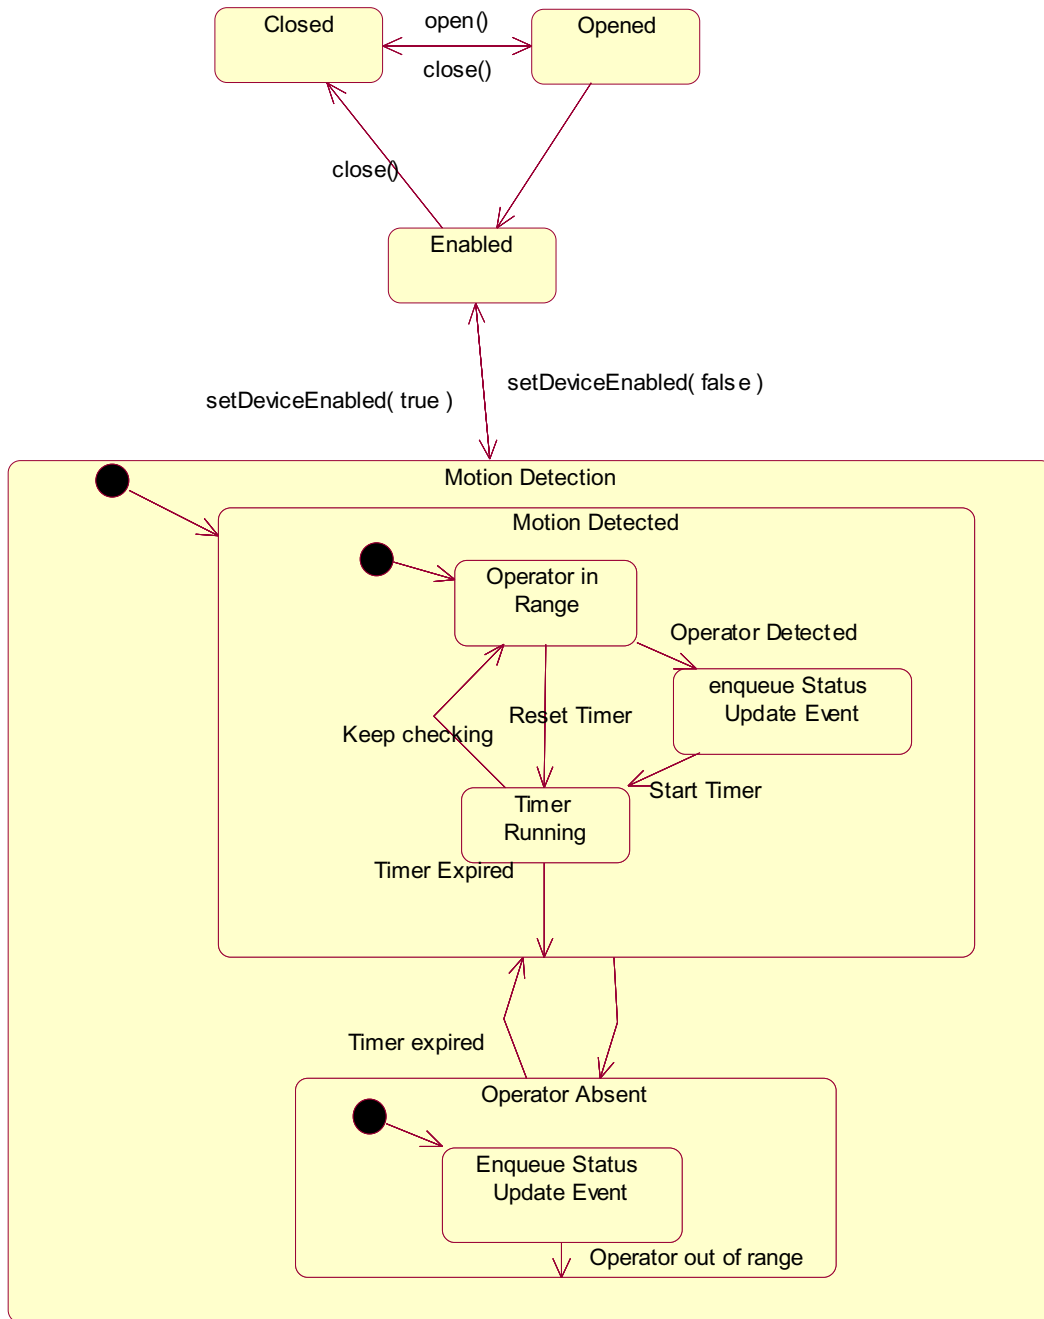 Closed
open()
Opened
close()
close()
Enabled
setDeviceEnabled( false )
setDeviceEnabled( true )
Motion Detection
Motion Detected
Operator in
Range
Operator Detected
enqueue Status
Update Event
Reset Timer
Keep checking
Start Timer
Timer
Running
Timer Expired
Timer expired
Operator Absent
Enqueue Status
Update Event
Operator out of range